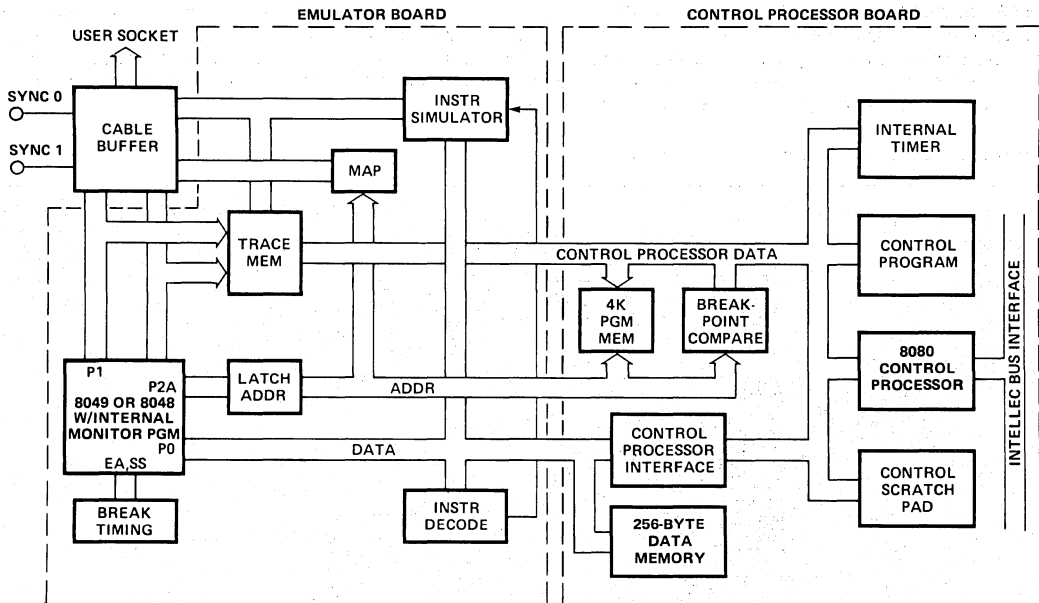 EMULATOR BOARD
CONTROL PROCESSOR BOARD
USER SOCKET
SYNC 0
SYNC 1
CABLE
BUFFER
INSTR
SIMULATOR
MAP
TRACE
MEM
INTERNAL
TIMER
CONTROL
PROGRAM
CONTROL PROCESSOR DATA
4K
PGM
MEM
BREAK-
POINT
COMPARE
8080
CONTROL
PROCESSOR
INTELLEC BUS INTERFACE
P1
P2A
8049 OR 8048
W/INTERNAL
MONITOR PGM
P0
EA,SS
LATCH
ADDR
ADDR
DATA
CONTROL
PROCESSOR
INTERFACE
CONTROL
SCRATCH
PAD
BREAK
TIMING
INSTR
DECODE
256-BYTE
DATA
MEMORY